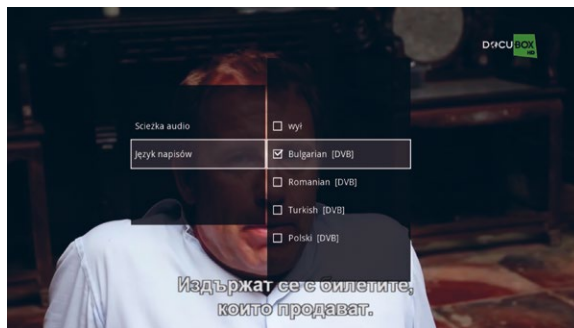 DOCUBOX
HD
Scieżka audio
Język napisów
wył
Bulgarian [DVB]
Romanian [DVB]
Turkish [DVB]
Polski [DVB]
Издържат се с билетите,
които продават.